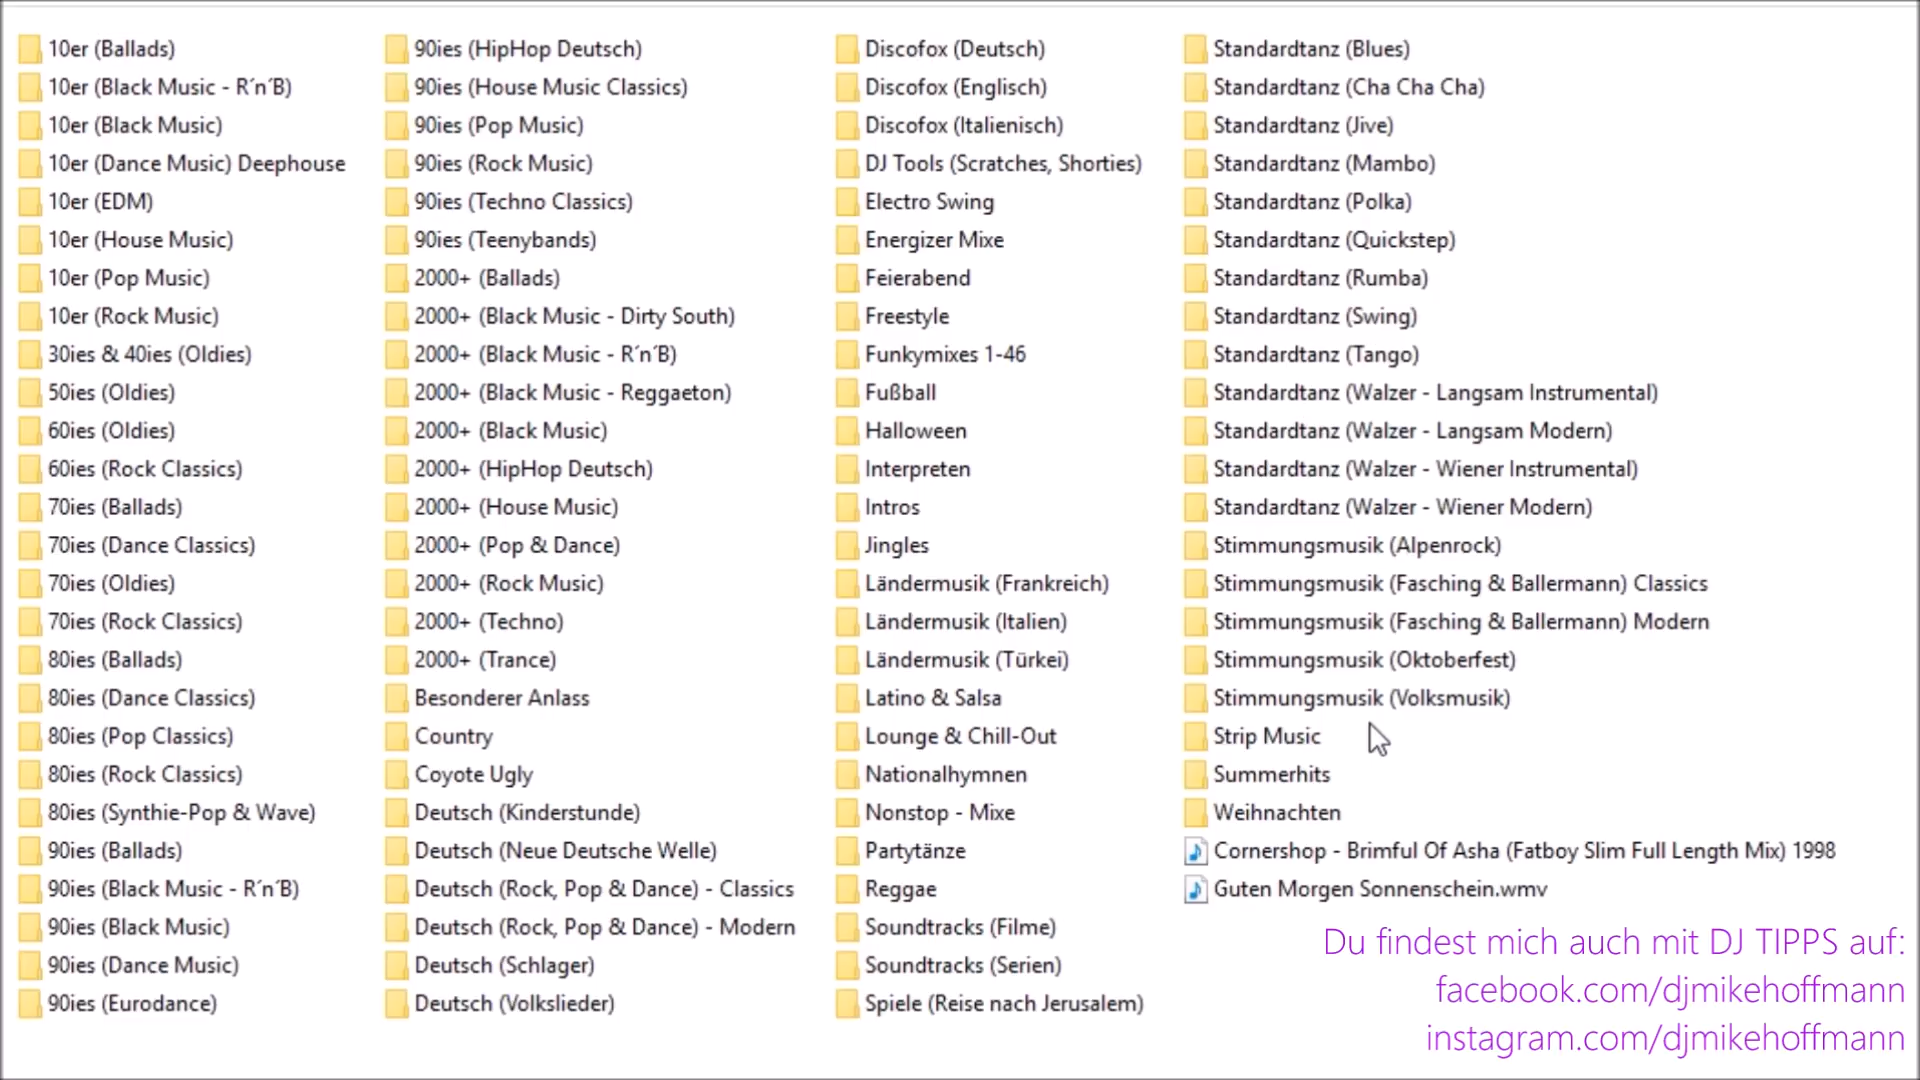 10er (Ballads)
10er (Black Music - R´n´B)
10er (Black Music)
10er (Dance Music) Deephouse
10er (EDM)
10er (House Music)
10er (Pop Music)
10er (Rock Music)
30ies & 40ies (Oldies)
50ies (Oldies)
60ies (Oldies)
60ies (Rock Classics)
70ies (Ballads)
70ies (Dance Classics)
70ies (Oldies)
70ies (Rock Classics)
80ies (Ballads)
80ies (Dance Classics)
80ies (Pop Classics)
80ies (Rock Classics)
80ies (Synthie-Pop & Wave)
90ies (Ballads)
90ies (Black Music - R´n´B)
90ies (Black Music)
90ies (Dance Music)
90ies (Eurodance)
90ies (HipHop Deutsch)
90ies (House Music Classics)
90ies (Pop Music)
90ies (Rock Music)
90ies (Techno Classics)
90ies (Teenybands)
2000+ (Ballads)
2000+ (Black Music - Dirty South)
2000+ (Black Music - R´n´B)
2000+ (Black Music - Reggaeton)
2000+ (Black Music)
2000+ (HipHop Deutsch)
2000+ (House Music)
2000+ (Pop & Dance)
2000+ (Rock Music)
2000+ (Techno)
2000+ (Trance)
Besonderer Anlass
Country
Coyote Ugly
Deutsch (Kinderstunde)
Deutsch (Neue Deutsche Welle)
Deutsch (Rock, Pop & Dance) - Classics
Deutsch (Rock, Pop & Dance) - Modern
Deutsch (Schlager)
Deutsch (Volkslieder)
Discofox (Deutsch)
Discofox (Englisch)
Discofox (Italienisch)
DJ Tools (Scratches, Shorties)
Electro Swing
Energizer Mixe
Feierabend
Freestyle
Funkymixes 1-46
Fußball
Halloween
Interpreten
Intros
Jingles
Ländermusik (Frankreich)
Ländermusik (Italien)
Ländermusik (Türkei)
Latino & Salsa
Lounge & Chill-Out
Nationalhymnen
Nonstop - Mixe
Partytänze
Reggae
Soundtracks (Filme)
Soundtracks (Serien)
Spiele (Reise nach Jerusalem)
Standardtanz (Blues)
Standardtanz (Cha Cha Cha)
Standardtanz (Jive)
Standardtanz (Mambo)
Standardtanz (Polka)
Standardtanz (Quickstep)
Standardtanz (Rumba)
Standardtanz (Swing)
Standardtanz (Tango)
Standardtanz (Walzer - Langsam Instrumental)
Standardtanz (Walzer - Langsam Modern)
Standardtanz (Walzer - Wiener Instrumental)
Standardtanz (Walzer - Wiener Modern)
Stimmungsmusik (Alpenrock)
Stimmungsmusik (Fasching & Ballermann) Classics
Stimmungsmusik (Fasching & Ballermann) Modern
Stimmungsmusik (Oktoberfest)
Stimmungsmusik (Volksmusik)
Strip Music
Summerhits
Weihnachten
Cornershop - Brimful Of Asha (Fatboy Slim Full Length Mix) 1998
Guten Morgen Sonnenschein.wmv
Du findest mich auch mit DJ TIPPS auf:
facebook.com/djmikehoffmann
instagram.com/djmikehoffmann